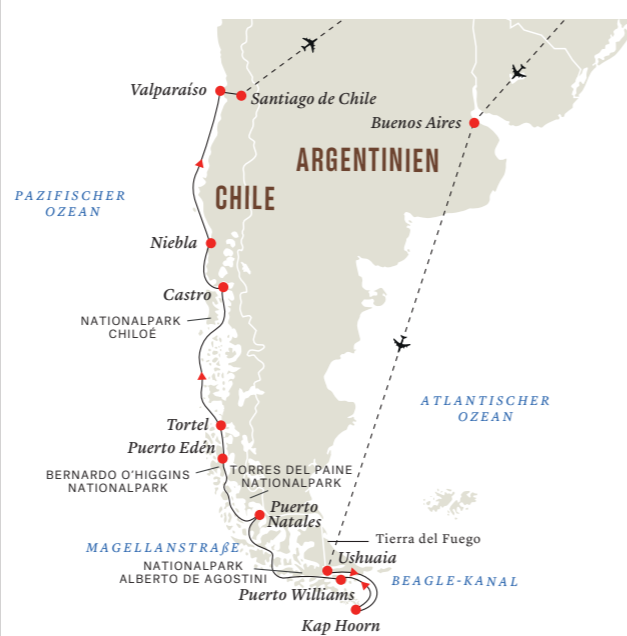 Valparaíso
Santiago de Chile
Buenos Aires
ARGENTINIEN
CHILE
PAZIFISCHER
OZEAN
Niebla
Castro
NATIONALPARK
CHILOÉ
ATLANTISCHER
OZEAN
Tortel
Puerto Edén
BERNARDO O'HIGGINS
NATIONALPARK
TORRES DEL PAINE
NATIONALPARK
Puerto
Natales
Tierra del Fuego
MAGELLANSTRAßE
Ushuaia
NATIONALPARK
ALBERTO DE AGOSTINI
BEAGLE-KANAL
Puerto Williams
Kap Hoorn